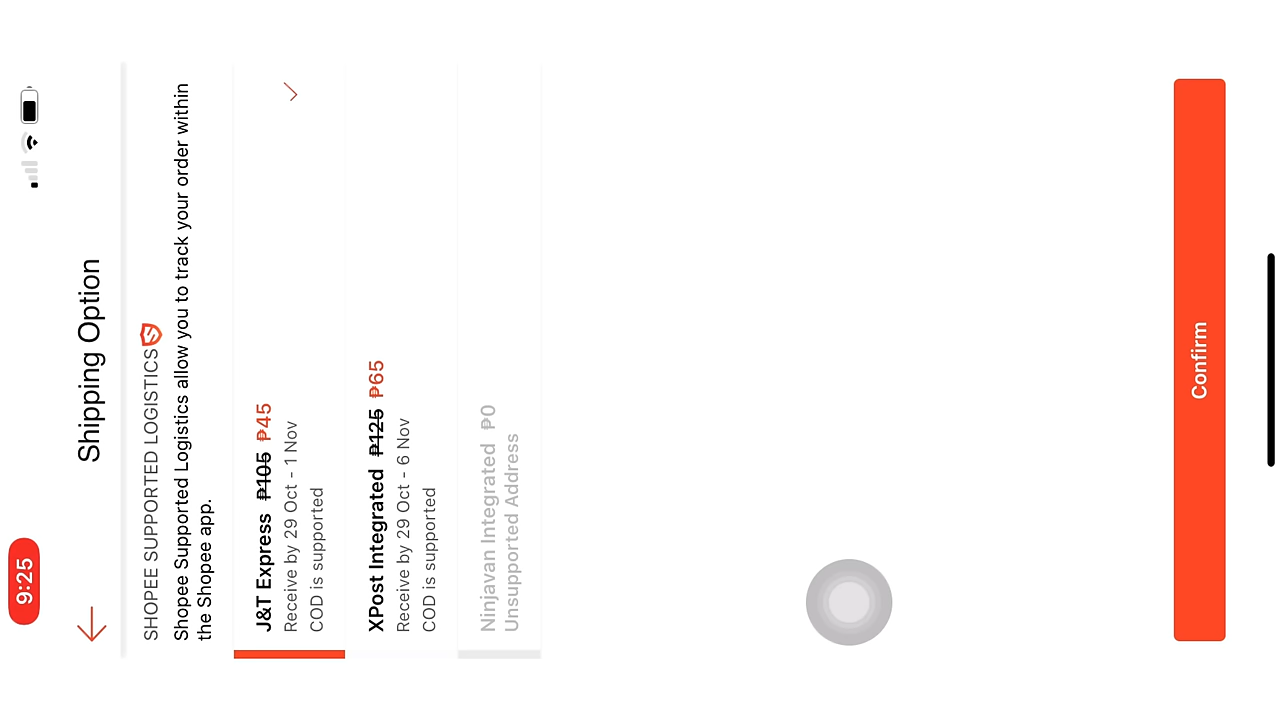 9:25
Shipping Option
SHOPEE SUPPORTED LOGISTICS
Shopee Supported Logistics allow you to track your order within
the Shopee app.
J&T Express ₱105 ₱45
Receive by 29 Oct - 1 Nov
COD is supported
XPost Integrated ₱125 ₱65
Receive by 29 Oct - 6 Nov
COD is supported
Ninjavan Integrated ₱0
Unsupported Address
Confirm